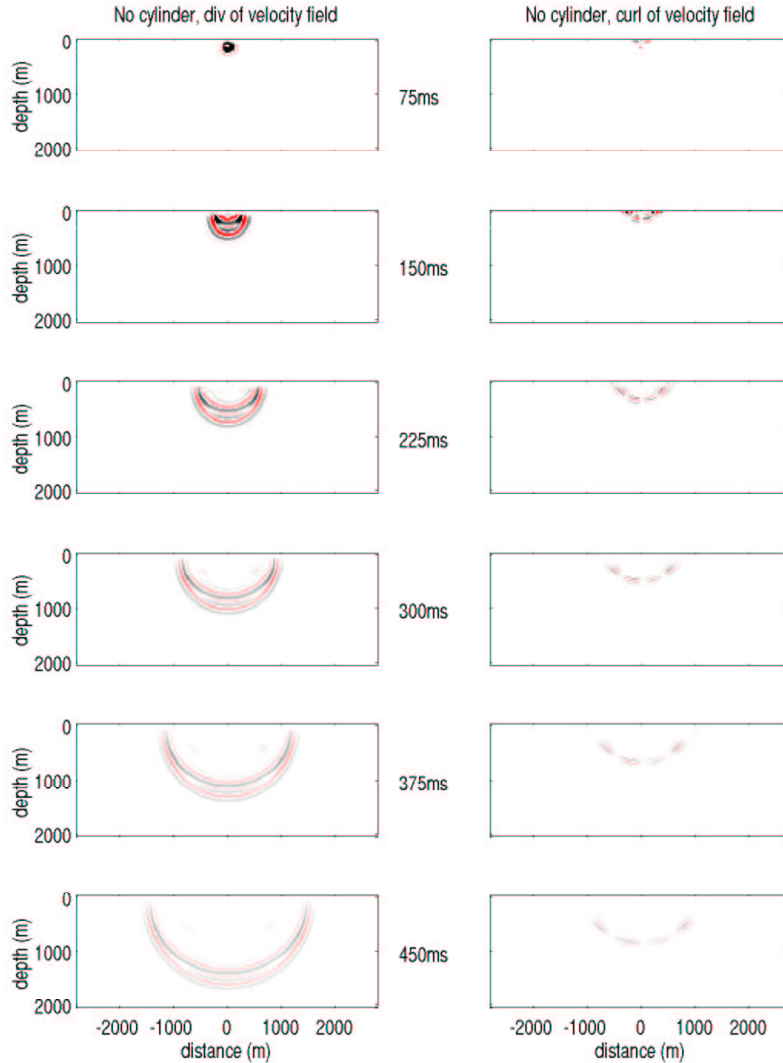 No cylinder, div of velocity field
No cylinder, curl of velocity field
0
1000
2000
depth (m)
75ms
0
1000
2000
depth (m)
150ms
0
1000
2000
depth (m)
225ms
0
1000
2000
depth (m)
300ms
0
1000
2000
depth (m)
375ms
0
1000
2000
depth (m)
450ms
-2000 -1000 0 1000 2000
distance (m)
-2000 -1000 0 1000 2000
distance (m)